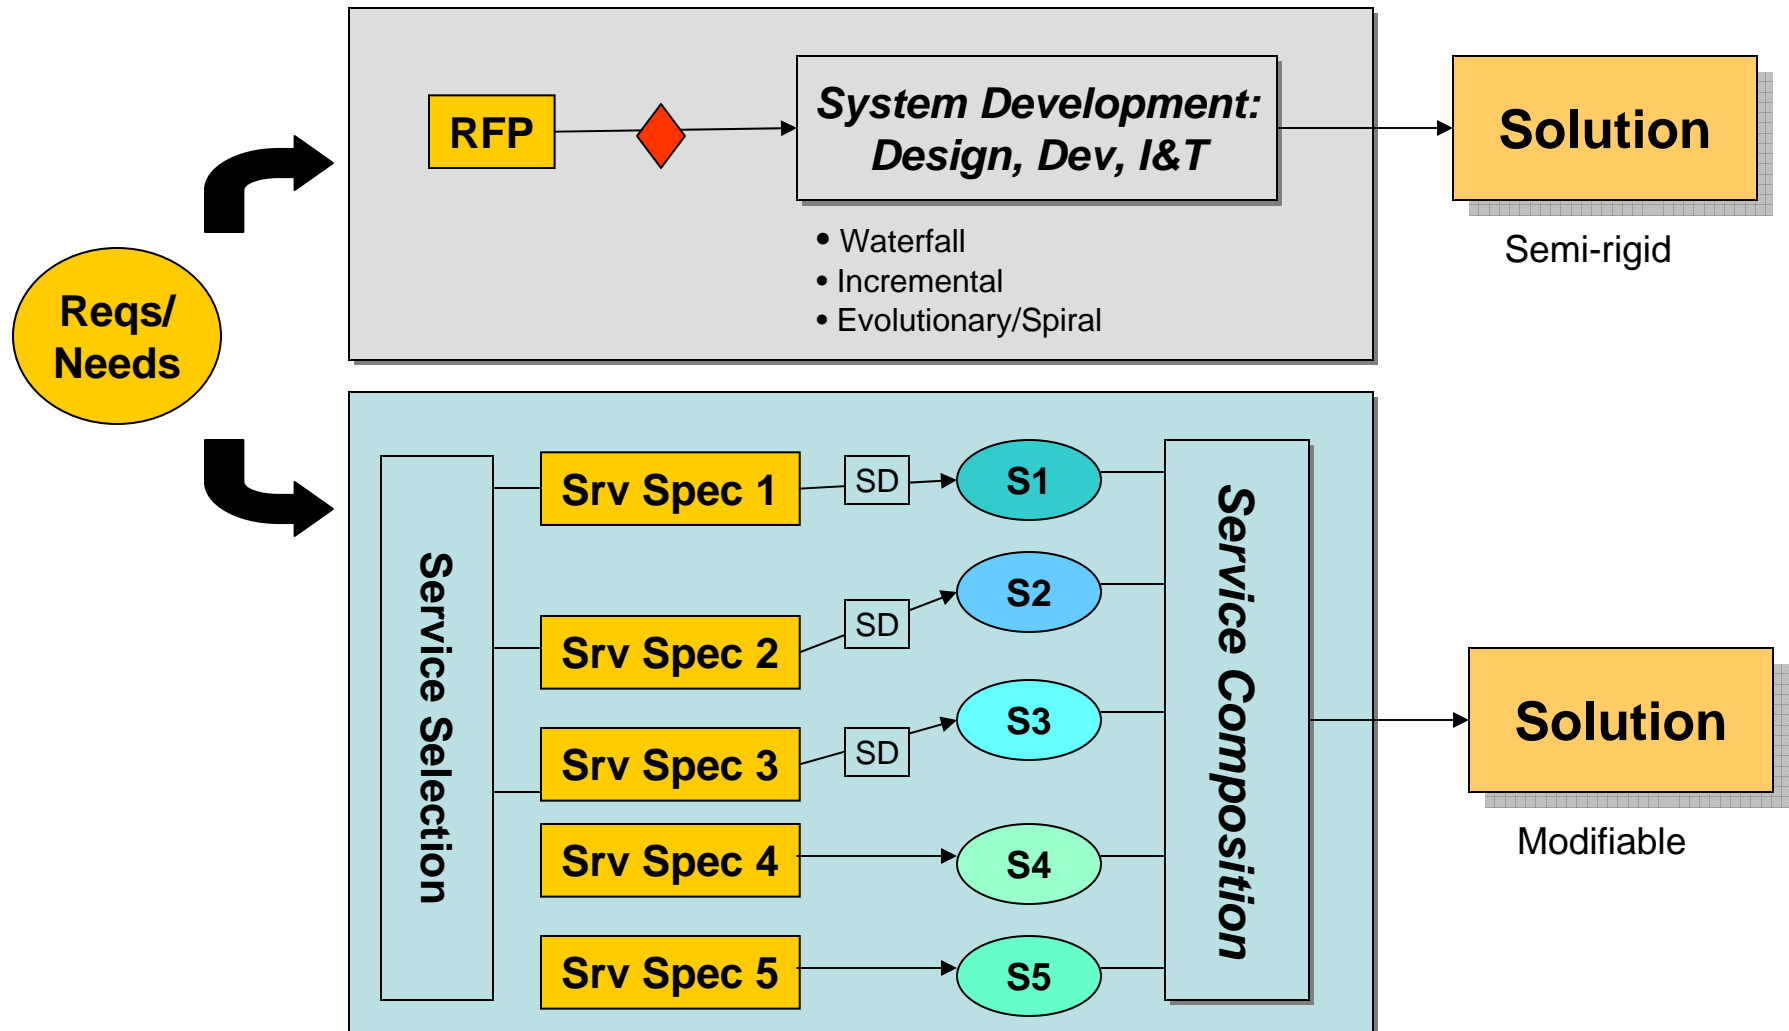 RFP
System Development:
Design, Dev, I&T
• Waterfall
• Incremental
• Evolutionary/Spiral
Solution
Semi-rigid
Reqs/
Needs
Service Selection
Srv Spec 1
SD
S1
Srv Spec 2
SD
S2
Srv Spec 3
SD
S3
Srv Spec 4
S4
Srv Spec 5
S5
Service Composition
Solution
Modifiable